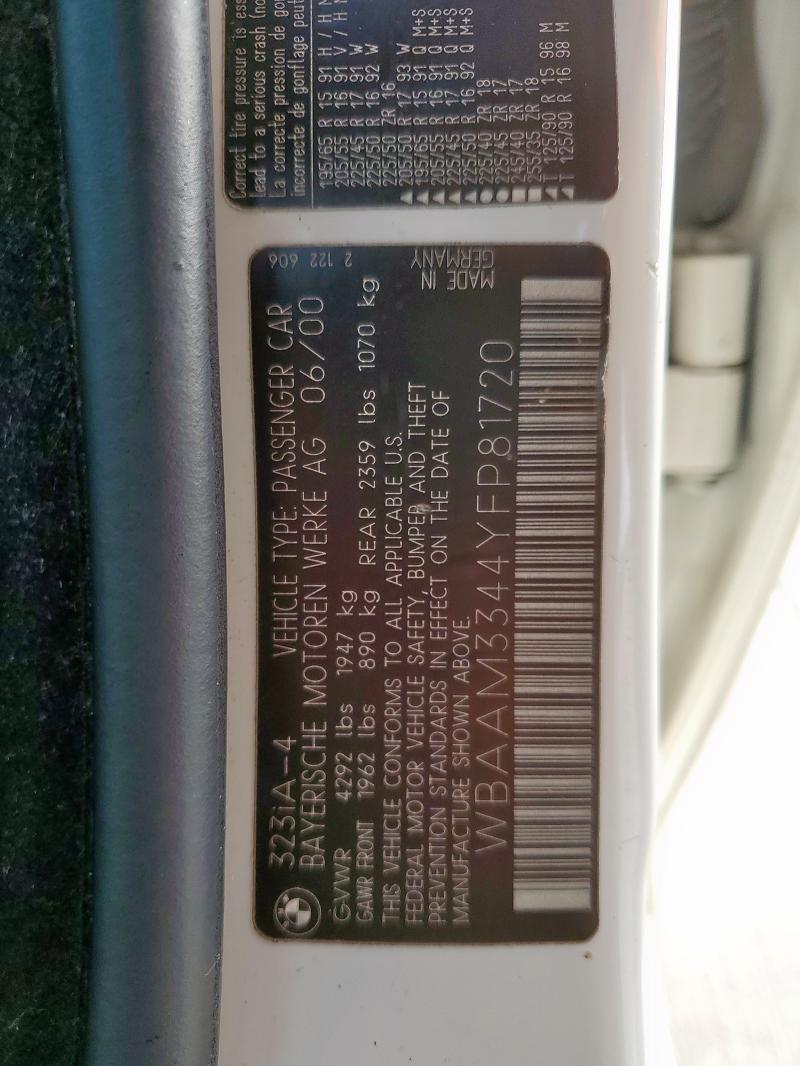 323iA-4 VEHICLE TYPE: PASSENGER CAR
BAYERISCHE MOTOREN WERKE AG 06/00
GVWR 4292 lbs 1947 kg
GAWR FRONT 1962 lbs 890 kg REAR 2359 lbs 1070 kg
THIS VEHICLE CONFORMS TO ALL APPLICABLE U.S.
FEDERAL MOTOR VEHICLE SAFETY, BUMPER, AND THEFT
PREVENTION STANDARDS IN EFFECT ON THE DATE OF
MANUFACTURE SHOWN ABOVE.
WBAAM3344YFP81720
2 122 606
MADE IN
GERMANY
Correct tire pressure is
lead to a serious crash
La correcte pression de
incorrecte de gonflage peut
195/65 R 15 91 H / H
205/55 R 16 91 V / H
225/45 R 17 91 W
225/50 R 16 92 W
225/50 ZR 16
▲ 205/50 R 17 93 W
▲ 195/65 R 15 91 Q M+S
▲ 205/55 R 16 91 Q M+S
▲ 225/45 R 17 91 Q M+S
▲ 225/50 R 16 92 Q M+S
● 225/40 ZR 18
● 225/45 ZR 17
■ 245/40 ZR 17
■ 255/35 ZR 18
▲ T 125/90 R 15 96 M
▲ T 125/90 R 16 98 M